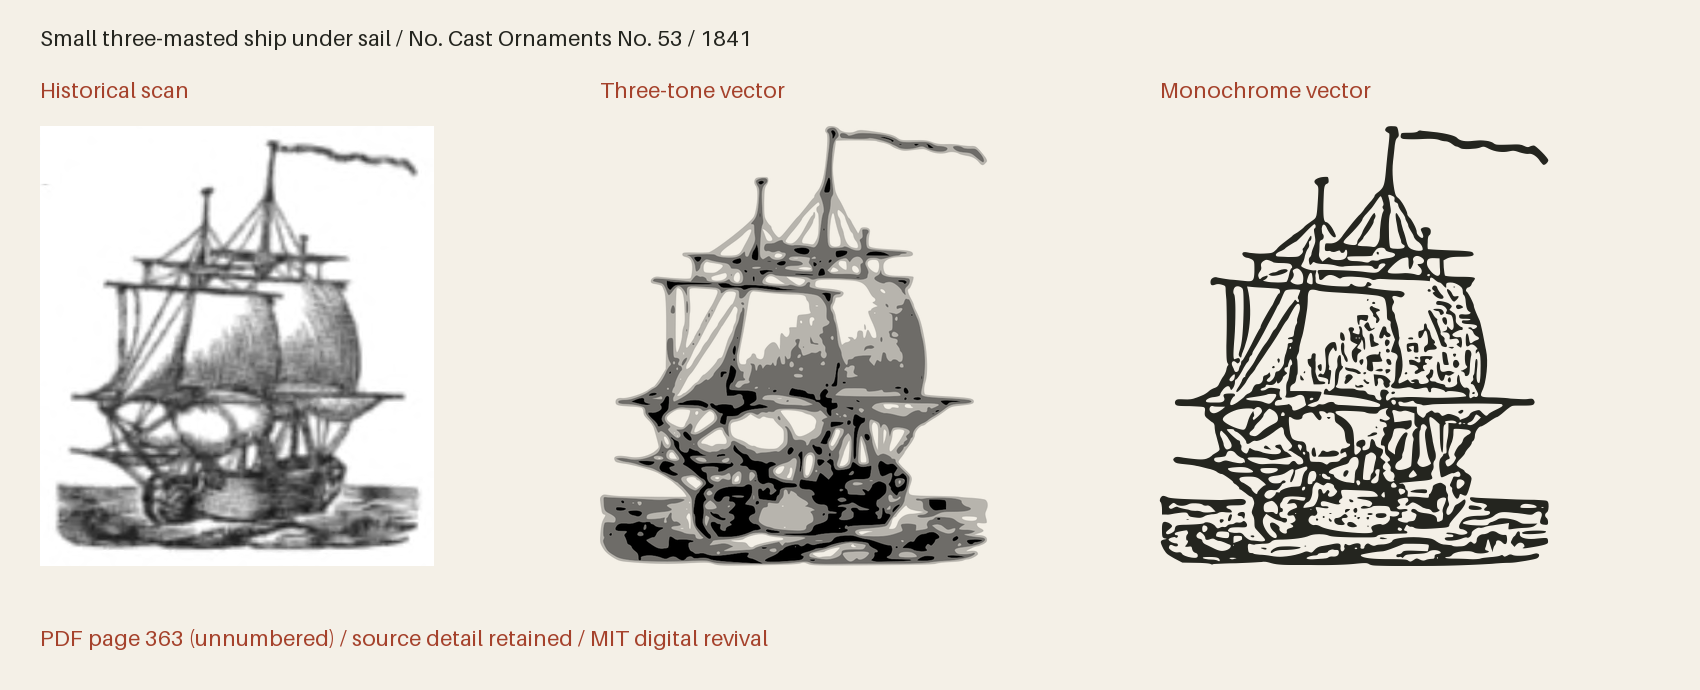 Small three-masted ship under sail / No. Cast Ornaments No. 53 / 1841
Historical scan
Three-tone vector
Monochrome vector
PDF page 363 (unnumbered) / source detail retained / MIT digital revival